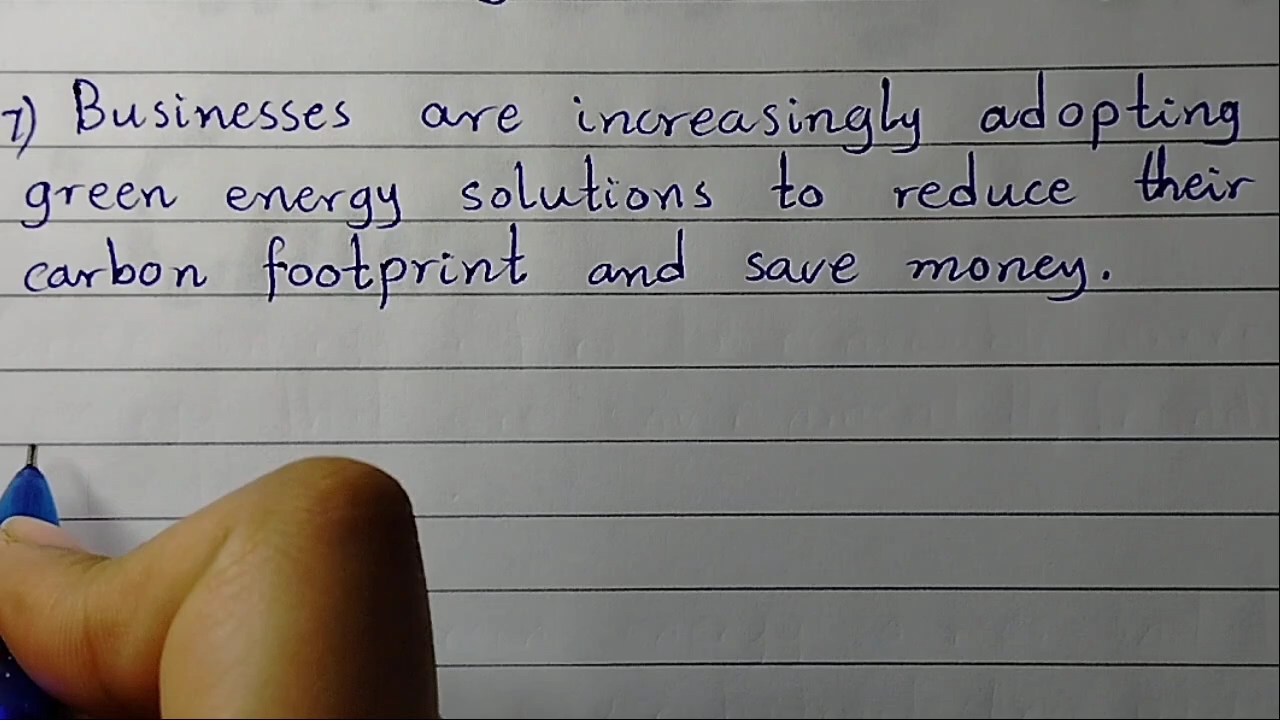 7) Businesses are increasingly adopting
green energy solutions to reduce their
carbon footprint and save money.